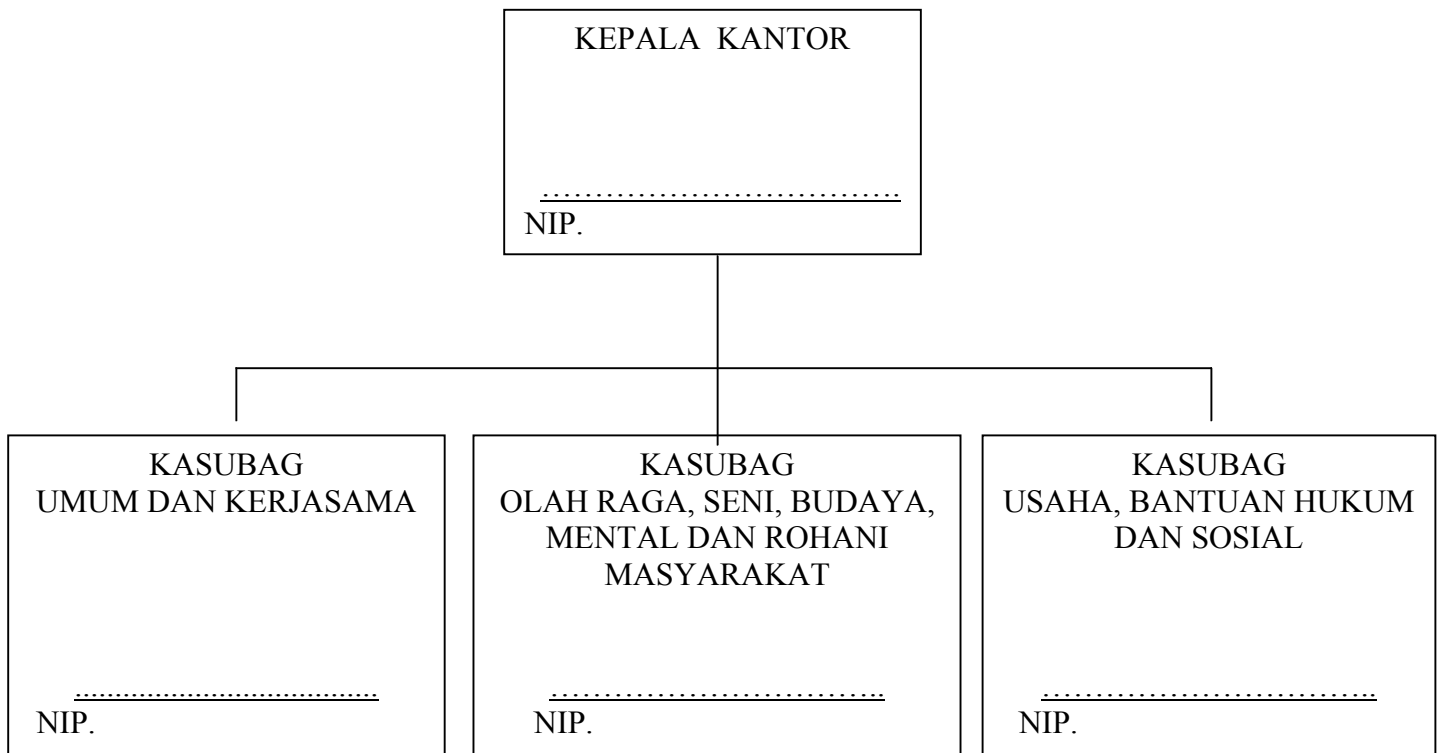 KEPALA KANTOR
……………………………
NIP.
KASUBAG
UMUM DAN KERJASAMA
......................................
NIP.
KASUBAG
OLAH RAGA, SENI, BUDAYA,
MENTAL DAN ROHANI
MASYARAKAT
………………………….
NIP.
KASUBAG
USAHA, BANTUAN HUKUM
DAN SOSIAL
…………………………..
NIP.